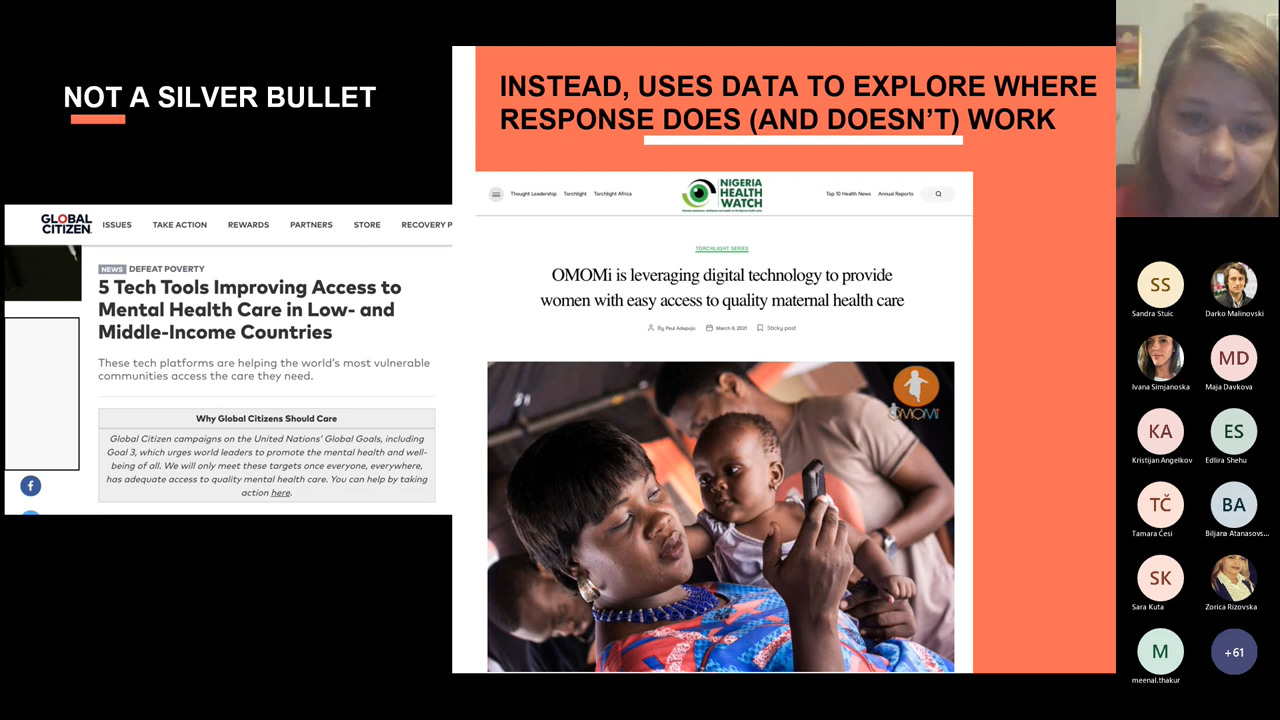 NOT A SILVER BULLET
INSTEAD, USES DATA TO EXPLORE WHERE
RESPONSE DOES (AND DOESN'T) WORK
GLOBAL
CITIZEN
ISSUES
TAKE ACTION
REWARDS
PARTNERS
STORE
RECOVERY P
NEWS DEFEAT POVERTY
5 Tech Tools Improving Access to
Mental Health Care in Low- and
Middle-Income Countries
These tech platforms are helping the world's most vulnerable
communities access the care they need.
Why Global Citizens Should Care
Global Citizen campaigns on the United Nations' Global Goals, including
Goal 3, which urges world leaders to promote the mental health and well-
being of all. We will only meet these targets once everyone, everywhere,
has adequate access to quality mental health care. You can help by taking
action here.
Thought Leadership
Torchlight
Torchlight Africa
NIGERIA
HEALTH
WATCH
Top 10 Health News
Annual Reports
TORCHLIGHT SERIES
OMOMi is leveraging digital technology to provide
women with easy access to quality maternal health care
By Paul Adepoju
March 8, 2021
Sticky post
OMOMi
SS
Sandra Stuic
Darko Malinovski
Ivana Simjanoska
MD
Maja Davkova
KA
Kristijan Angelkov
ES
Edlira Shehu
TČ
Tamara Česi
BA
Biljana Atanasovs...
SK
Sara Kuta
Zorica Rizovska
M
meenal.thakur
+61